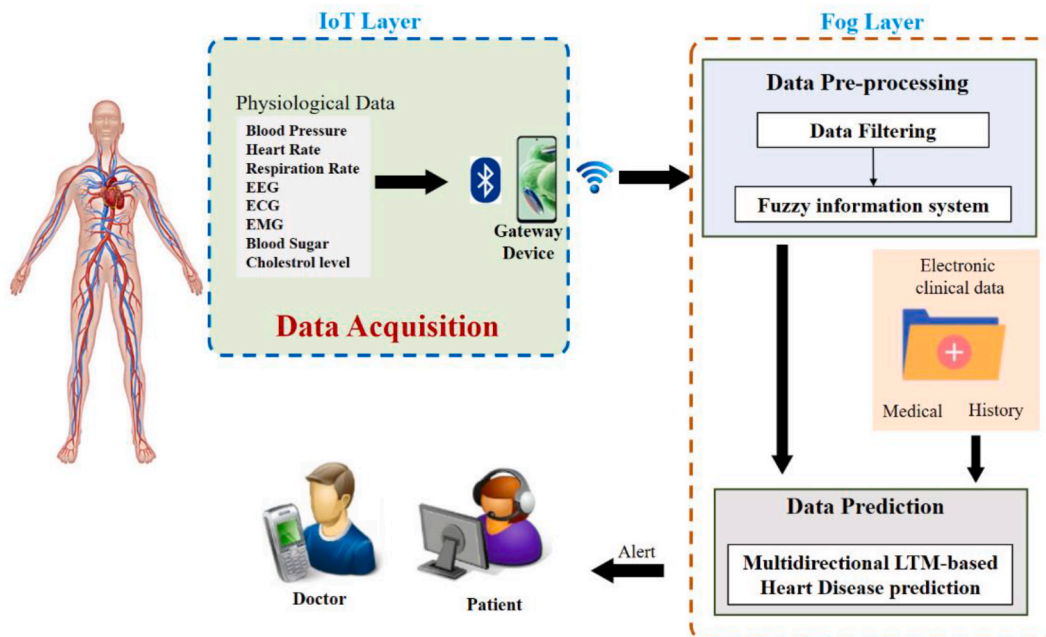 IoT Layer
Physiological Data
Blood Pressure
Heart Rate
Respiration Rate
EEG
ECG
EMG
Blood Sugar
Cholestrol level
Gateway
Device
Data Acquisition
Fog Layer
Data Pre-processing
Data Filtering
Fuzzy information system
Electronic
clinical data
Medical History
Data Prediction
Multidirectional LTM-based
Heart Disease prediction
Alert
Doctor
Patient